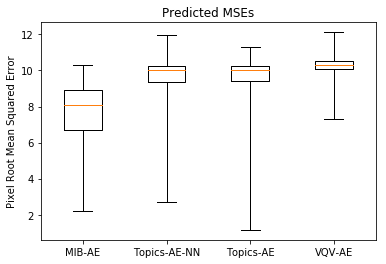 Predicted MSEs
Pixel Root Mean Squared Error
12
10
8
6
4
2
MIB-AE
Topics-AE-NN
Topics-AE
VQV-AE